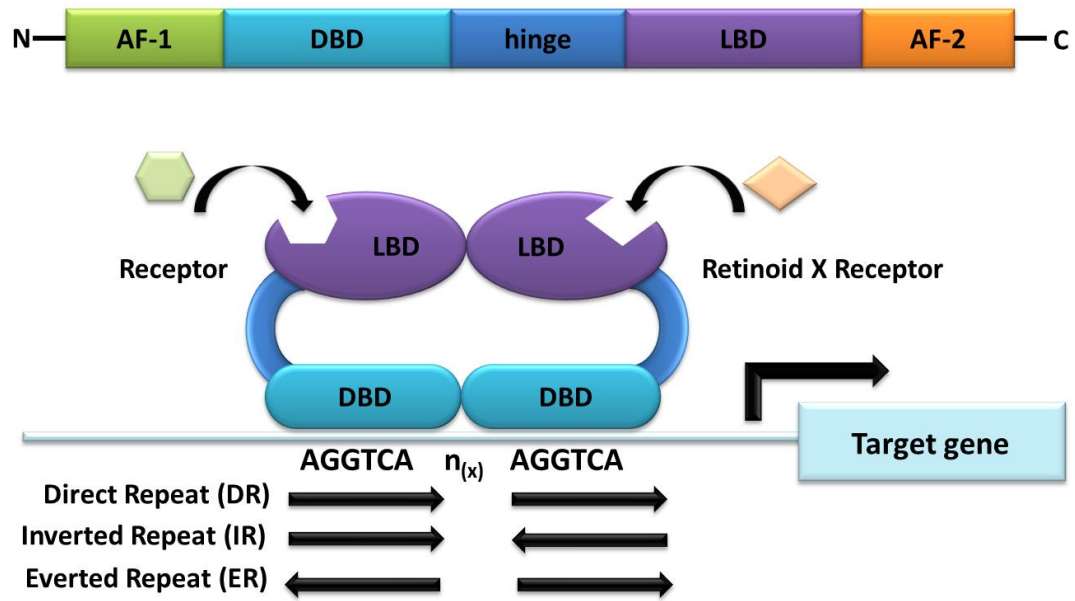 N AF-1 DBD hinge LBD AF-2 C
LBD LBD
Receptor Retinoid X Receptor
DBD DBD
AGGTCA n(x) AGGTCA
Target gene
Direct Repeat (DR)
Inverted Repeat (IR)
Everted Repeat (ER)